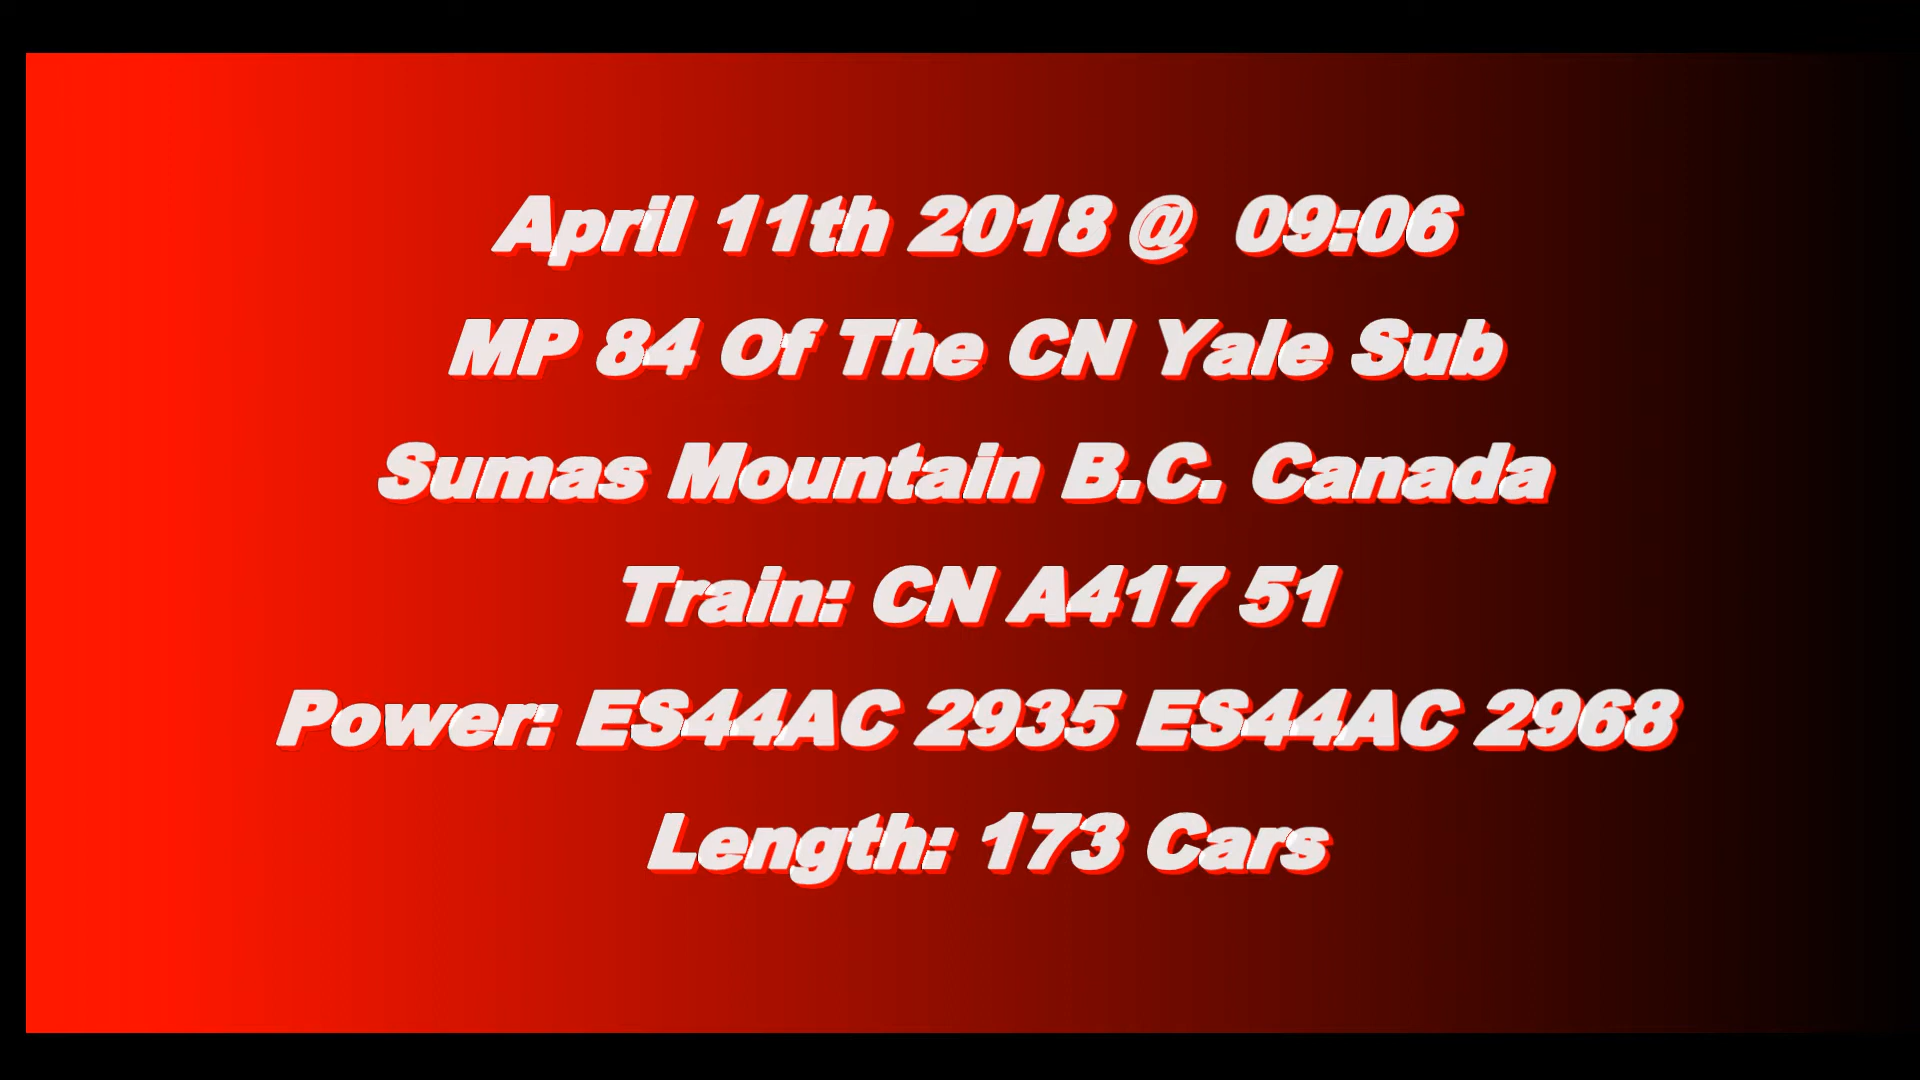 April 11th 2018 @ 09:06
MP 84 Of The CN Yale Sub
Sumas Mountain B.C. Canada
Train: CN A417 51
Power: ES44AC 2935 ES44AC 2968
Length: 173 Cars